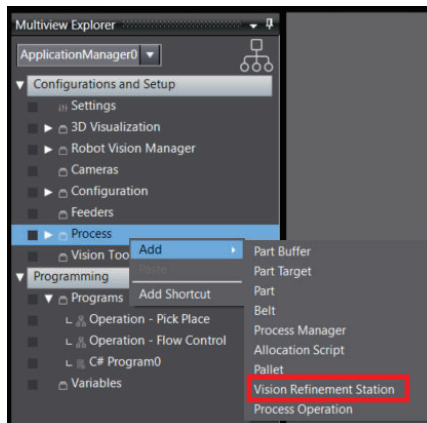 Multiview Explorer
ApplicationManager0
Configurations and Setup
Settings
3D Visualization
Robot Vision Manager
Cameras
Configuration
Feeders
Process
Vision Too
Programming
Programs
Operation - Pick Place
Operation - Flow Control
C# Program0
Variables
Add
Paste
Add Shortcut
Part Buffer
Part Target
Part
Belt
Process Manager
Allocation Script
Pallet
Vision Refinement Station
Process Operation